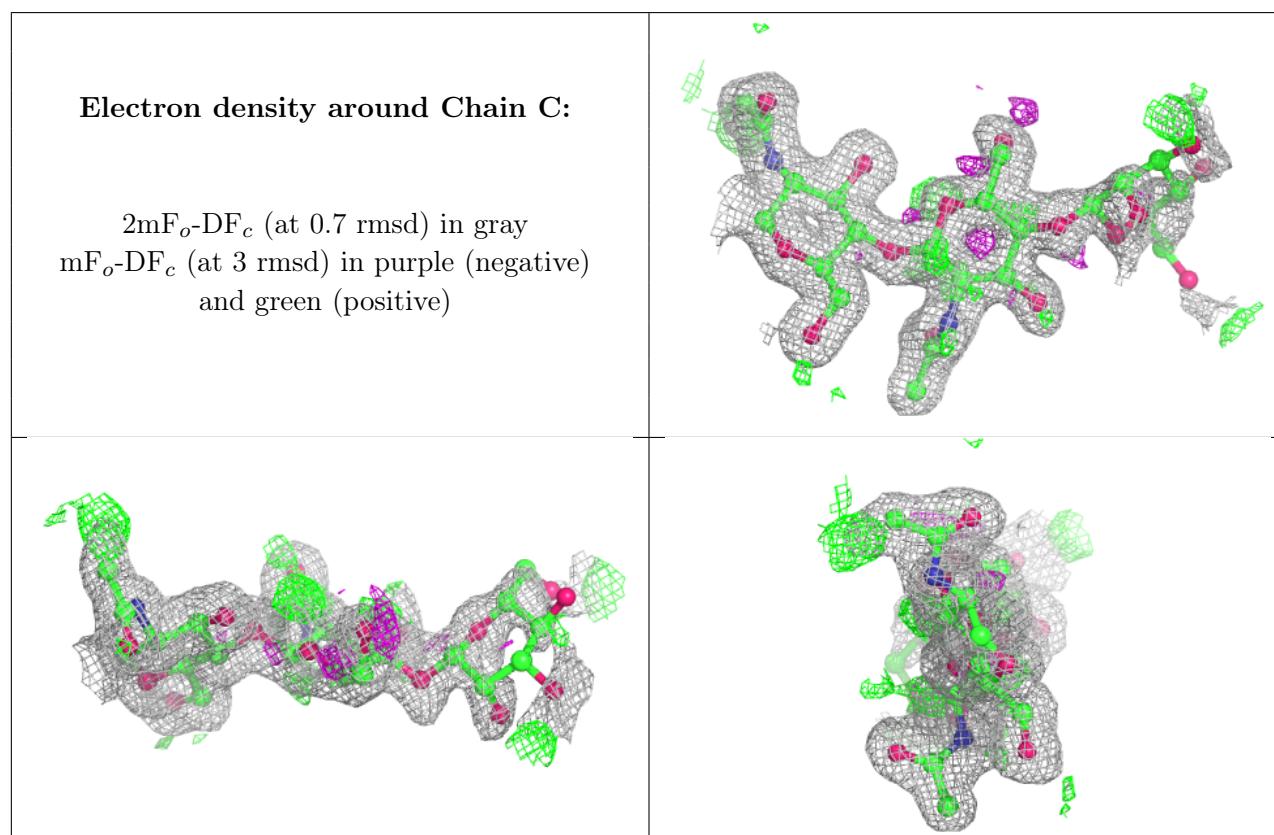 Electron density around Chain C:
2mFₒ-DF𝒸 (at 0.7 rmsd) in gray
mFₒ-DF𝒸 (at 3 rmsd) in purple (negative)
and green (positive)